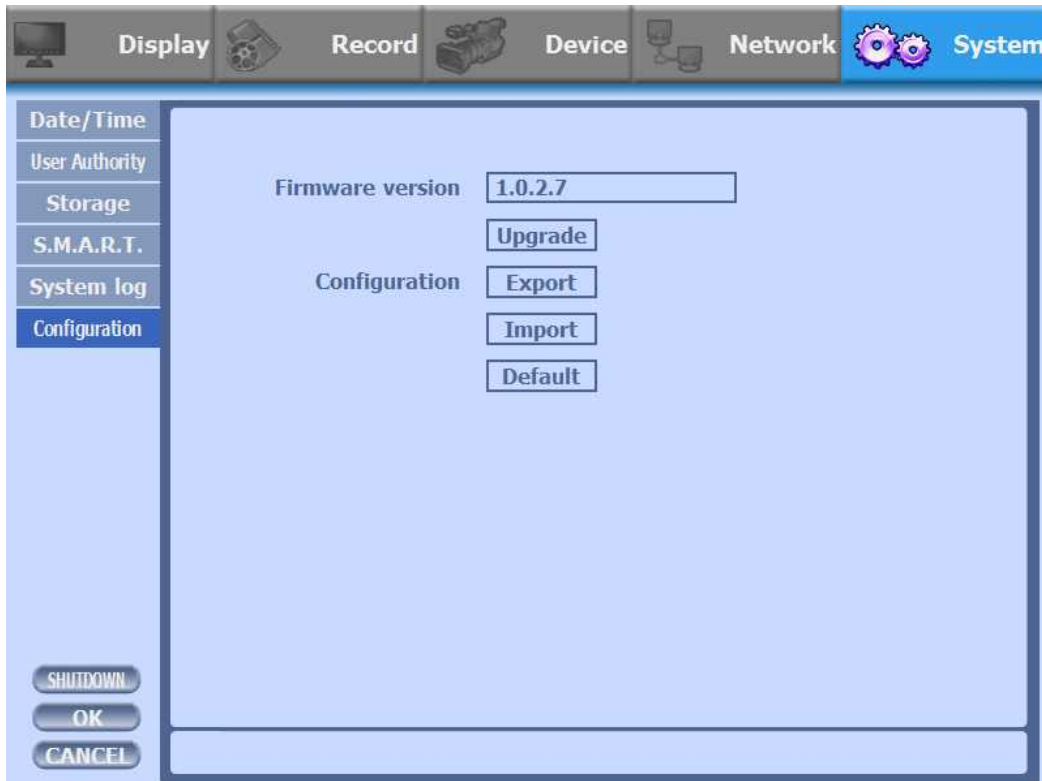 Display Record Device Network System
Date/Time
User Authority
Storage
S.M.A.R.T.
System log
Configuration
Firmware version 1.0.2.7
Upgrade
Configuration Export
Import
Default
SHUTDOWN
OK
CANCEL